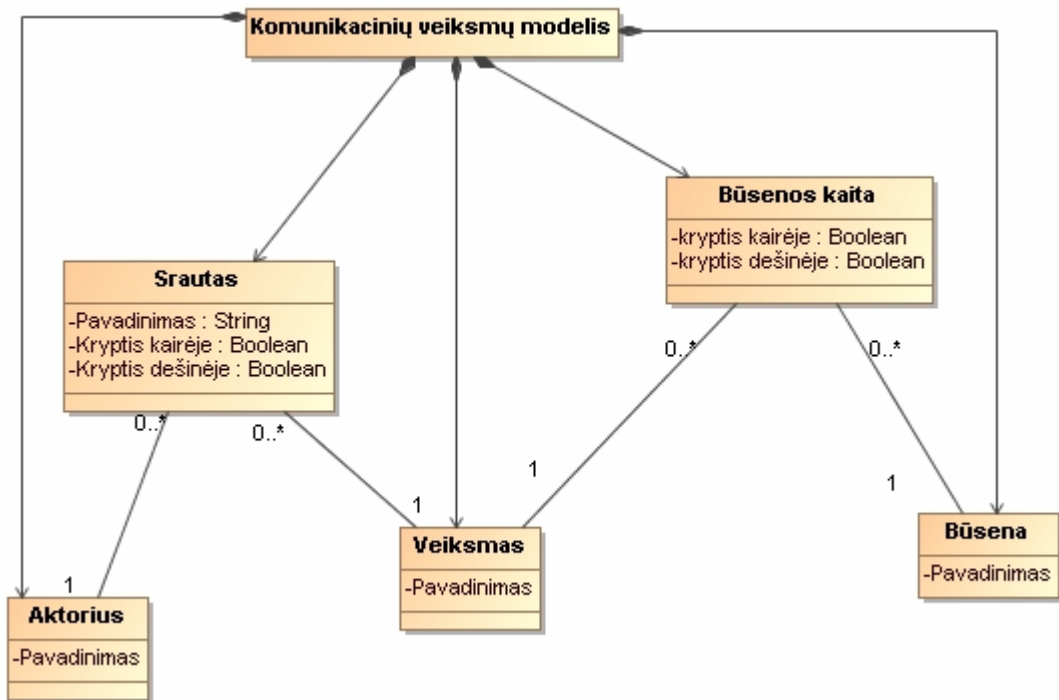 Komunikacinių veiksmų modelis
Būsenos kaita
-kryptis kairėje : Boolean
-kryptis dešinėje : Boolean
Srautas
-Pavadinimas : String
-Kryptis kairėje : Boolean
-Kryptis dešinėje : Boolean
0..*
0..*
0..*
0..*
1
1
1
1
Veiksmas
-Pavadinimas
Būsena
-Pavadinimas
Aktorius
-Pavadinimas